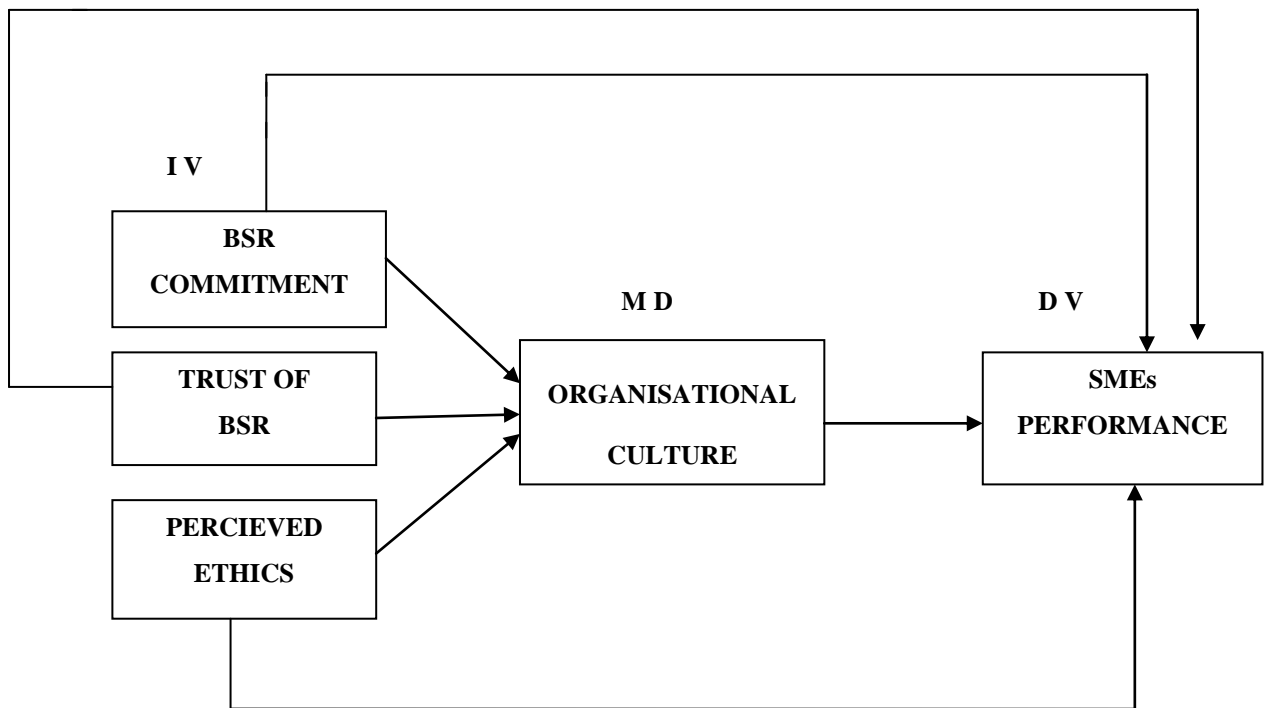 I V
BSR
COMMITMENT
M D
D V
TRUST OF
BSR
ORGANISATIONAL
CULTURE
SMEs
PERFORMANCE
PERCIEVED
ETHICS